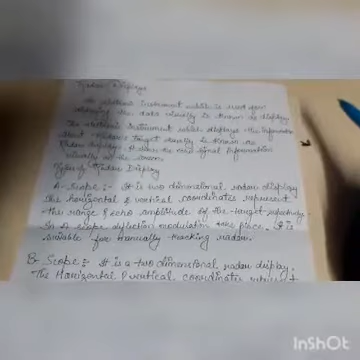 Radar Displays
An electronic instrument which is used for
observing the data visually is known as display.
The electronic instrument which displays the information
about Radar's target visually is known as
Radar display. It shows the echo signal information
visually on the screen.
Types of Radar Display
A-Scope :- It is two dimensional radar display
The horizontal & vertical coordinates represent
the range & echo amplitude of the target respectively.
In A Scope deflection modulation take place. It is
suitable for manually tracking radar.
B-Scope :- It is a two dimensional radar display.
The Horizontal & vertical coordinates
InShOt